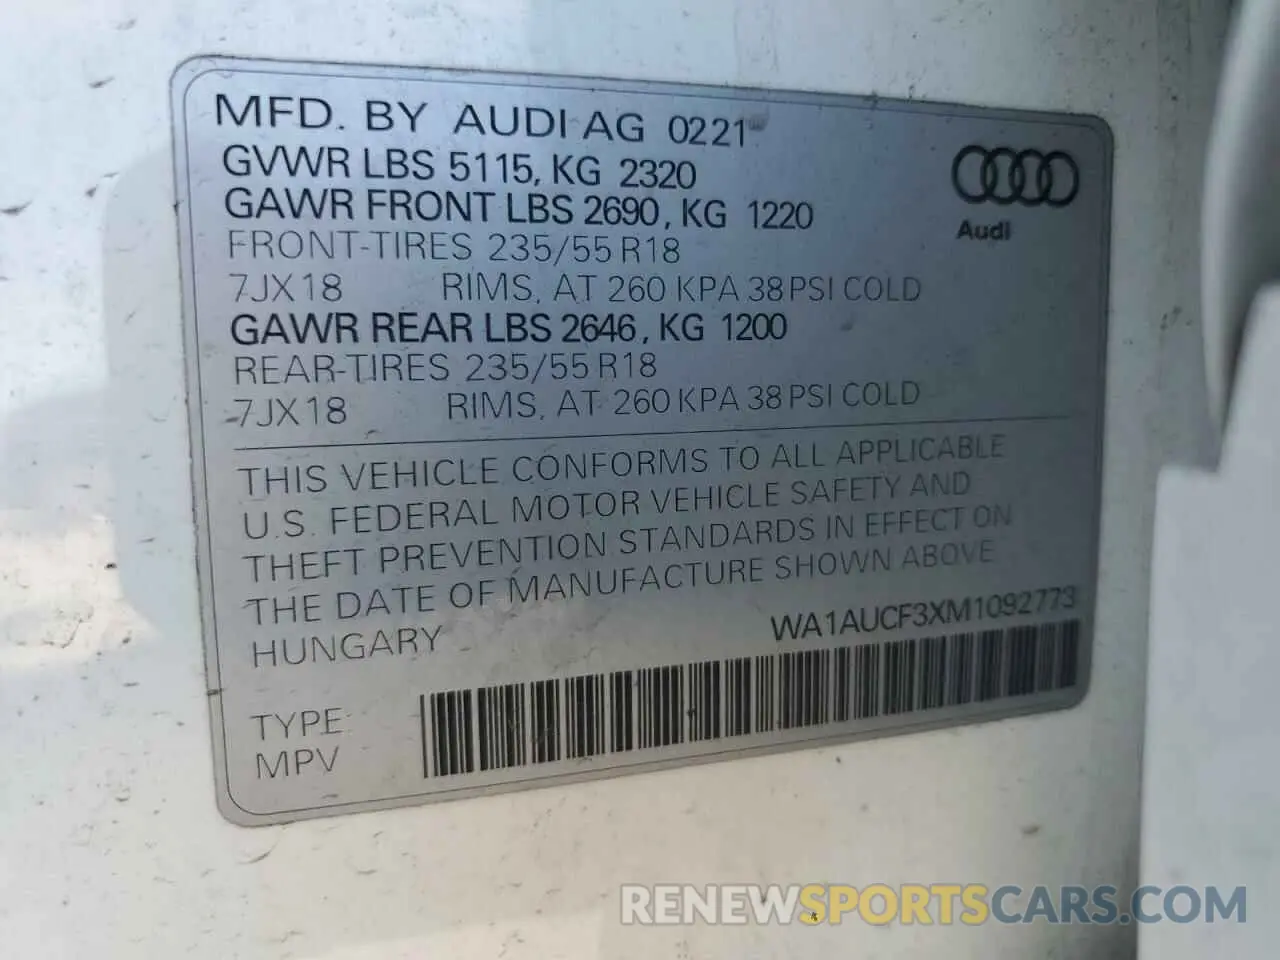 MFD. BY AUDI AG 0221
GVWR LBS 5115, KG 2320
GAWR FRONT LBS 2690, KG 1220
FRONT-TIRES 235/55 R18
7JX18 RIMS, AT 260 KPA 38 PSI COLD
GAWR REAR LBS 2646, KG 1200
REAR-TIRES 235/55 R18
7JX18 RIMS, AT 260 KPA 38 PSI COLD
Audi
THIS VEHICLE CONFORMS TO ALL APPLICABLE
U.S. FEDERAL MOTOR VEHICLE SAFETY AND
THEFT PREVENTION STANDARDS IN EFFECT ON
THE DATE OF MANUFACTURE SHOWN ABOVE
HUNGARY
WA1AUCF3XM1092773
TYPE:
MPV
RENEWSPORTSCARS.COM